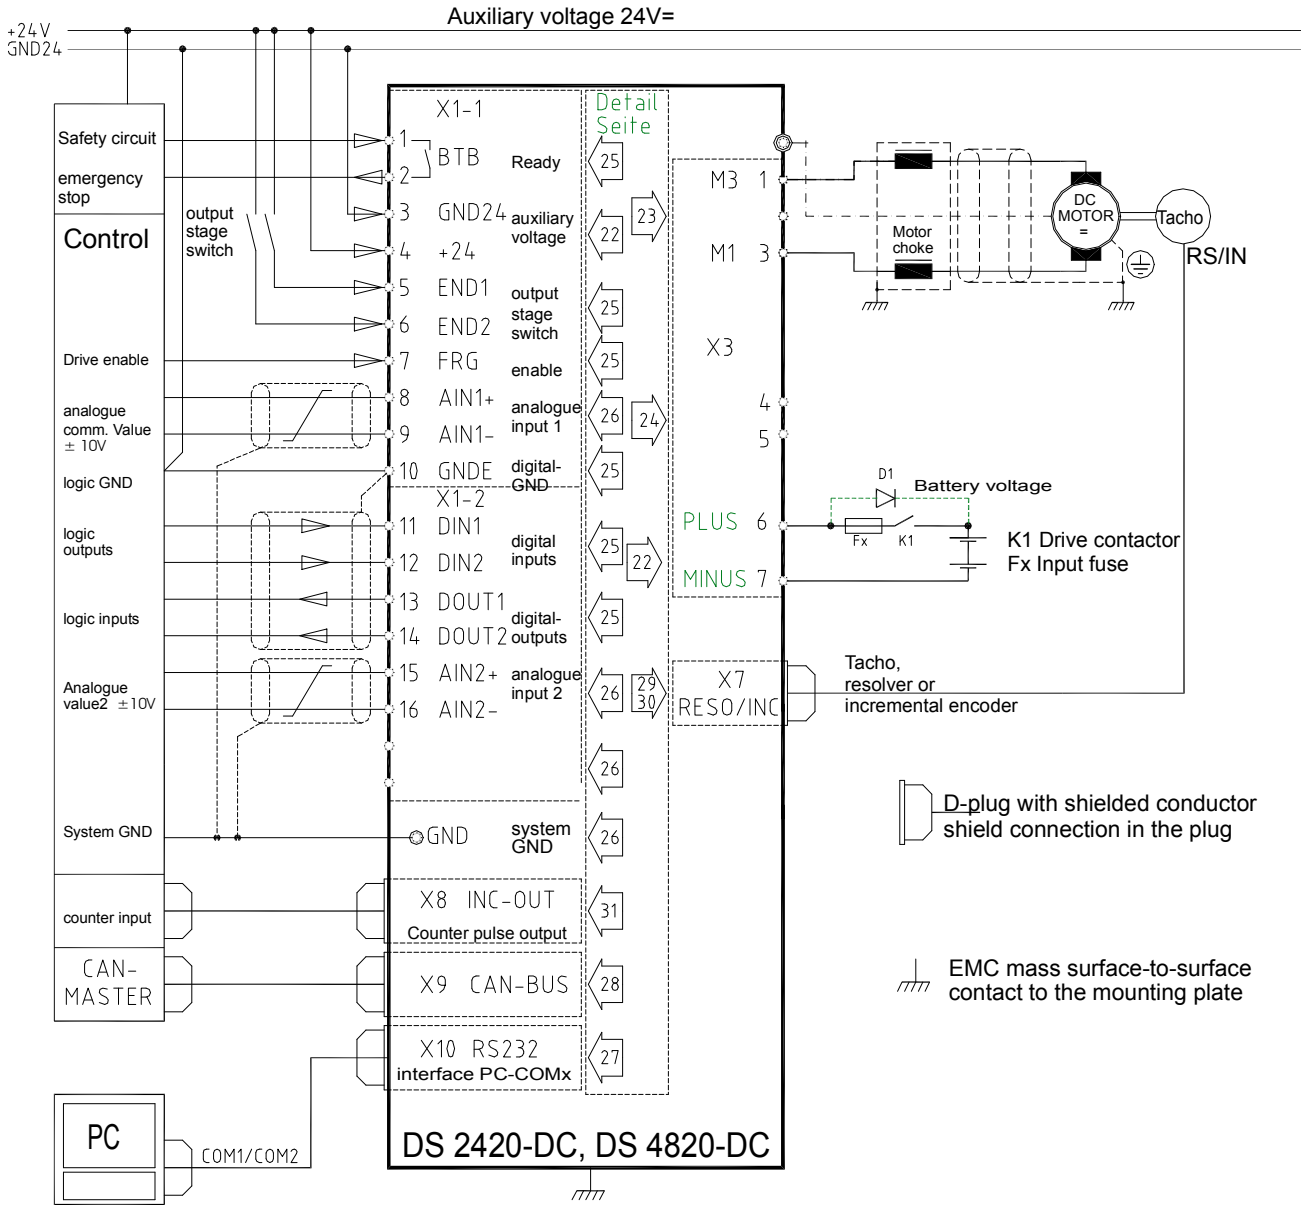 Auxiliary voltage 24V=
+24V
GND24
Safety circuit
emergency
stop
Control
output
stage
switch
Drive enable
analogue
comm. Value
± 10V
logic GND
logic
outputs
logic inputs
Analogue
value2 ±10V
System GND
counter input
CAN-
MASTER
PC
COM1/COM2
X1-1
1
BTB
Ready
2
3 GND24
auxiliary
voltage
4 +24
5 END1
output
stage
switch
6 END2
7 FRG
enable
8 AIN1+
analogue
input 1
9 AIN1-
10 GNDE
digital-
GND
X1-2
11 DIN1
digital
inputs
12 DIN2
13 DOUT1
digital-
outputs
14 DOUT2
15 AIN2+
analogue
input 2
16 AIN2-
GND
system
GND
X8 INC-OUT
Counter pulse output
X9 CAN-BUS
X10 RS232
interface PC-COMx
Detail
Seite
25
23
22
25
25
26
24
25
25
22
25
26
29
30
26
26
31
28
27
M3 1
M1 3
X3
4
5
PLUS 6
MINUS 7
X7
RESO/INC
DS 2420-DC, DS 4820-DC
Motor
choke
DC
MOTOR
=
Tacho
RS/IN
D1
Battery voltage
Fx
K1
K1 Drive contactor
Fx Input fuse
Tacho,
resolver or
incremental encoder
D-plug with shielded conductor
shield connection in the plug
EMC mass surface-to-surface
contact to the mounting plate